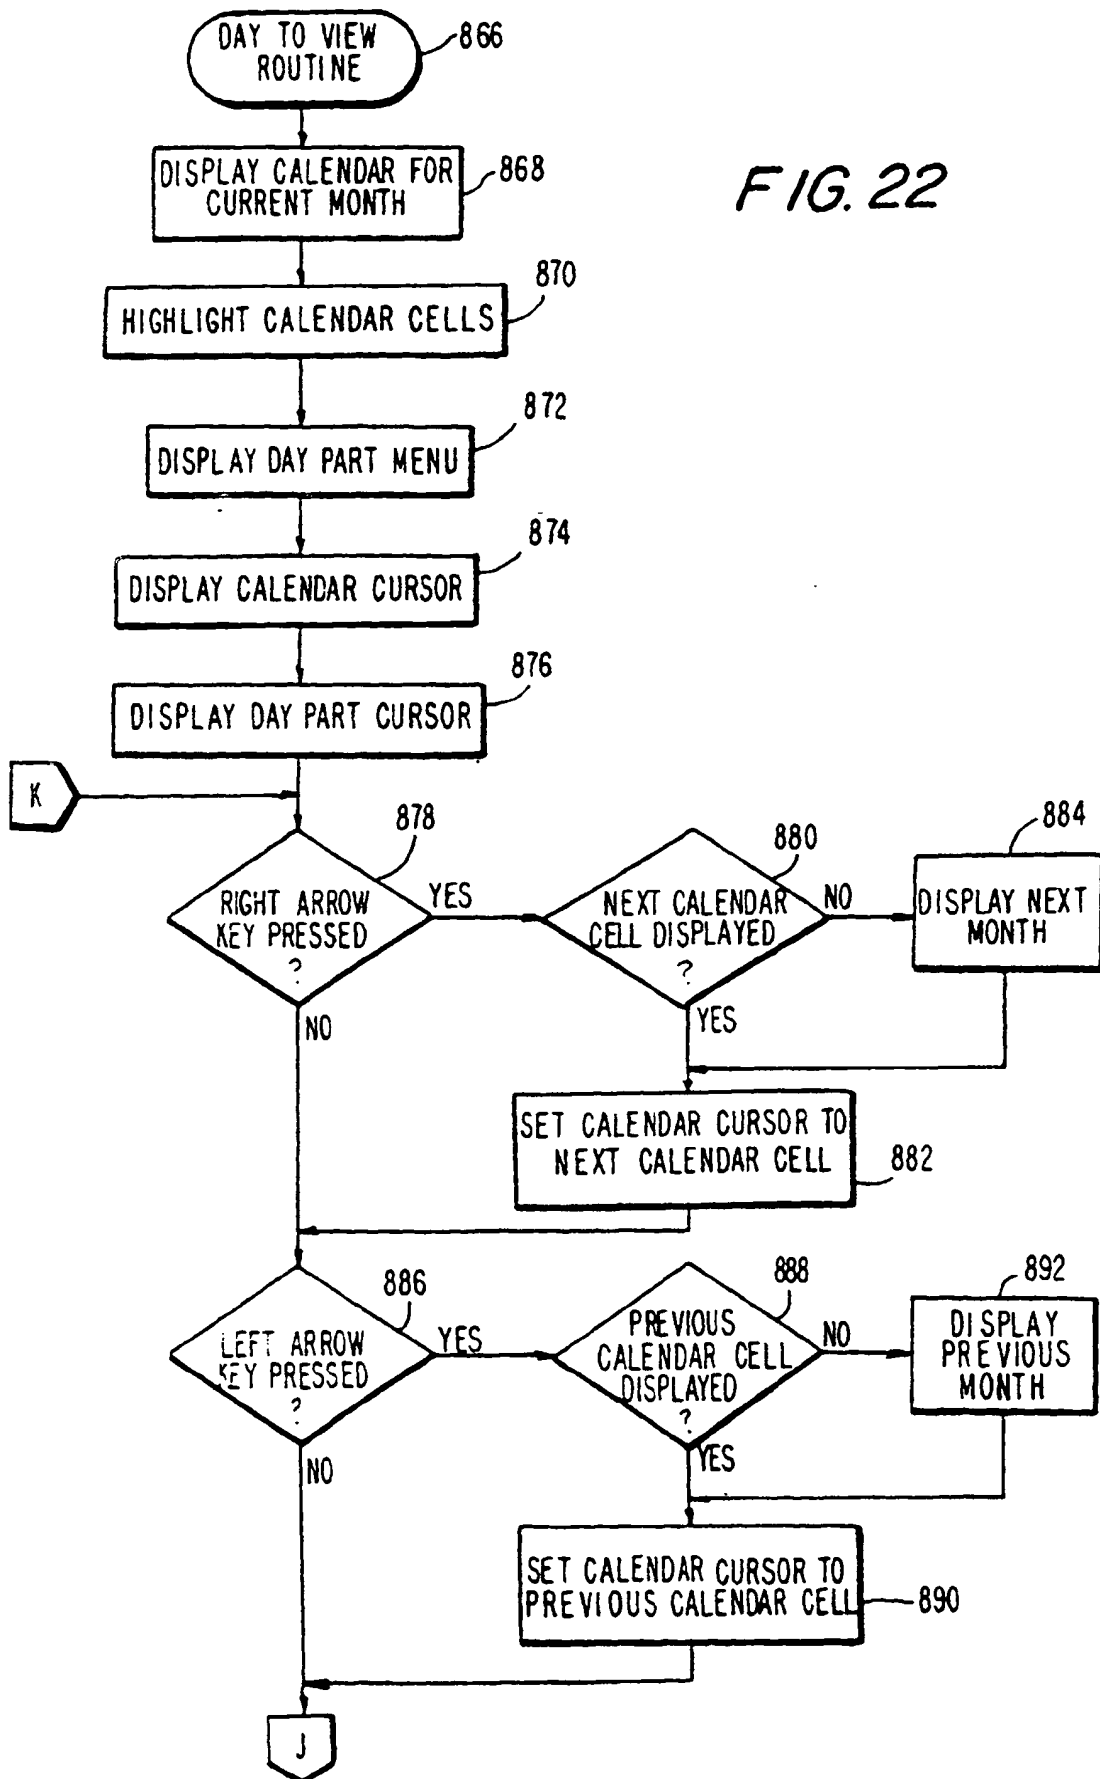 DAY TO VIEW
ROUTINE
866
DISPLAY CALENDAR FOR
CURRENT MONTH
868
FIG. 22
HIGHLIGHT CALENDAR CELLS
870
DISPLAY DAY PART MENU
872
DISPLAY CALENDAR CURSOR
874
DISPLAY DAY PART CURSOR
876
K
RIGHT ARROW
KEY PRESSED
?
878
YES
NO
NEXT CALENDAR
CELL DISPLAYED
?
880
NO
YES
DISPLAY NEXT
MONTH
884
SET CALENDAR CURSOR TO
NEXT CALENDAR CELL
882
LEFT ARROW
KEY PRESSED
?
886
YES
NO
PREVIOUS
CALENDAR CELL
DISPLAYED
?
888
NO
YES
DISPLAY
PREVIOUS
MONTH
892
SET CALENDAR CURSOR TO
PREVIOUS CALENDAR CELL
890
J